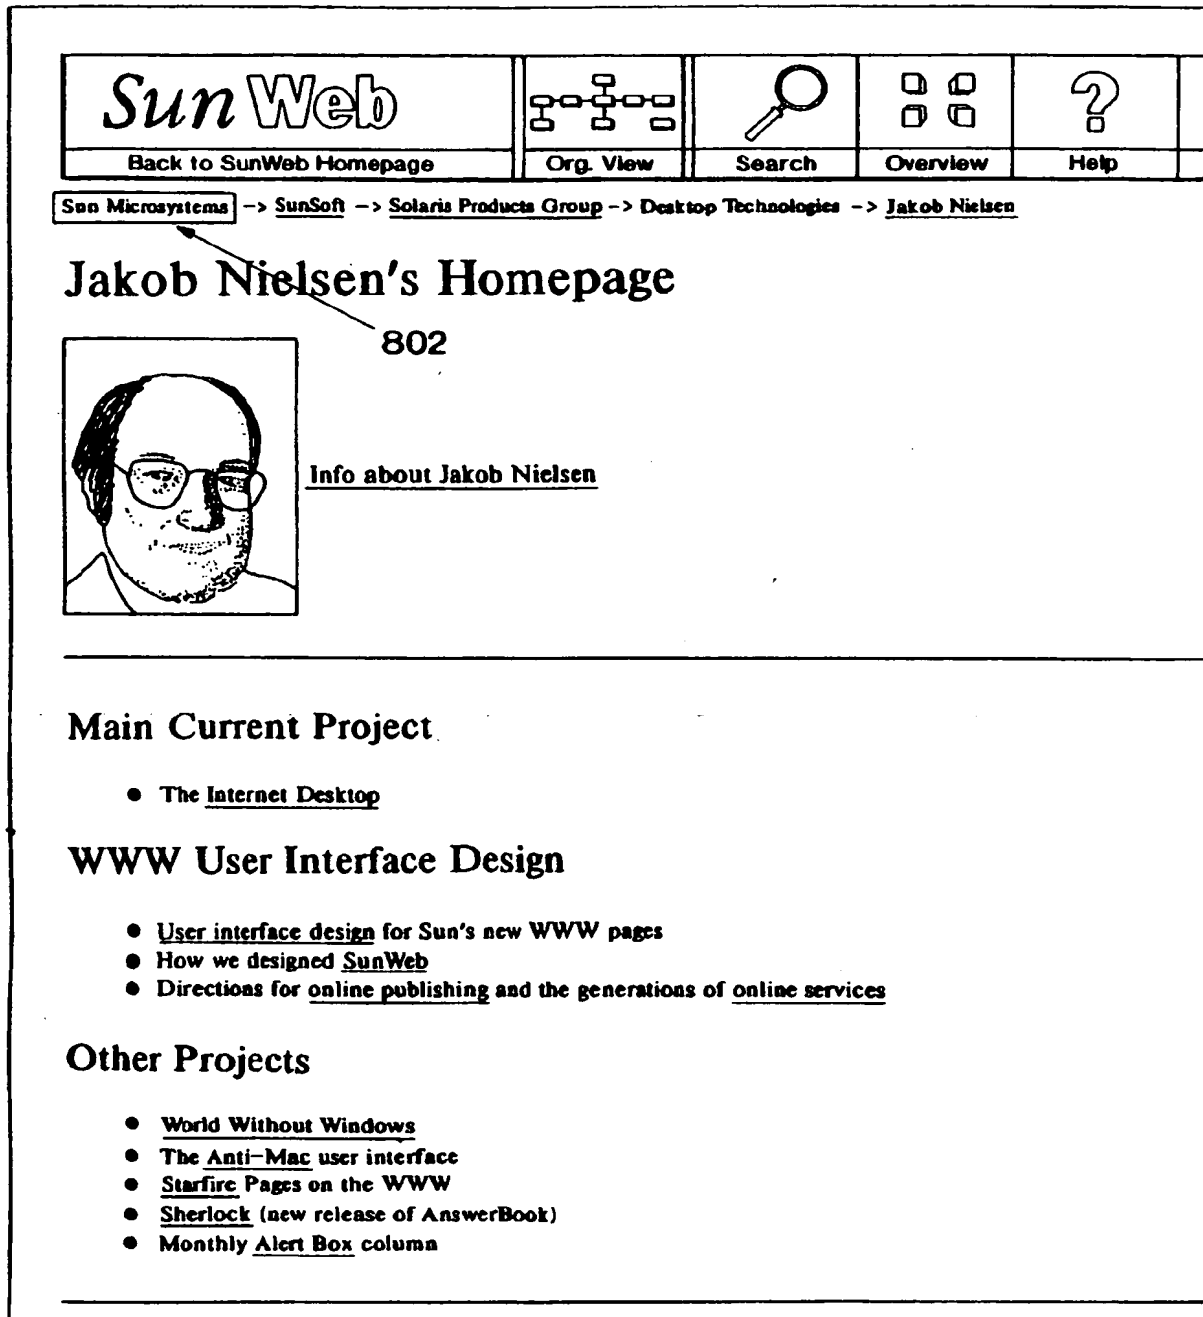 Sun Web
Back to SunWeb Homepage Org. View Search Overview Help
Sun Microsystems -> SunSoft -> Solaris Products Group -> Desktop Technologies -> Jakob Nielsen
Jakob Nielsen's Homepage
802
Info about Jakob Nielsen
Main Current Project
● The Internet Desktop
WWW User Interface Design
● User interface design for Sun's new WWW pages
● How we designed SunWeb
● Directions for online publishing and the generations of online services
Other Projects
● World Without Windows
● The Anti-Mac user interface
● Starfire Pages on the WWW
● Sherlock (new release of AnswerBook)
● Monthly Alert Box column